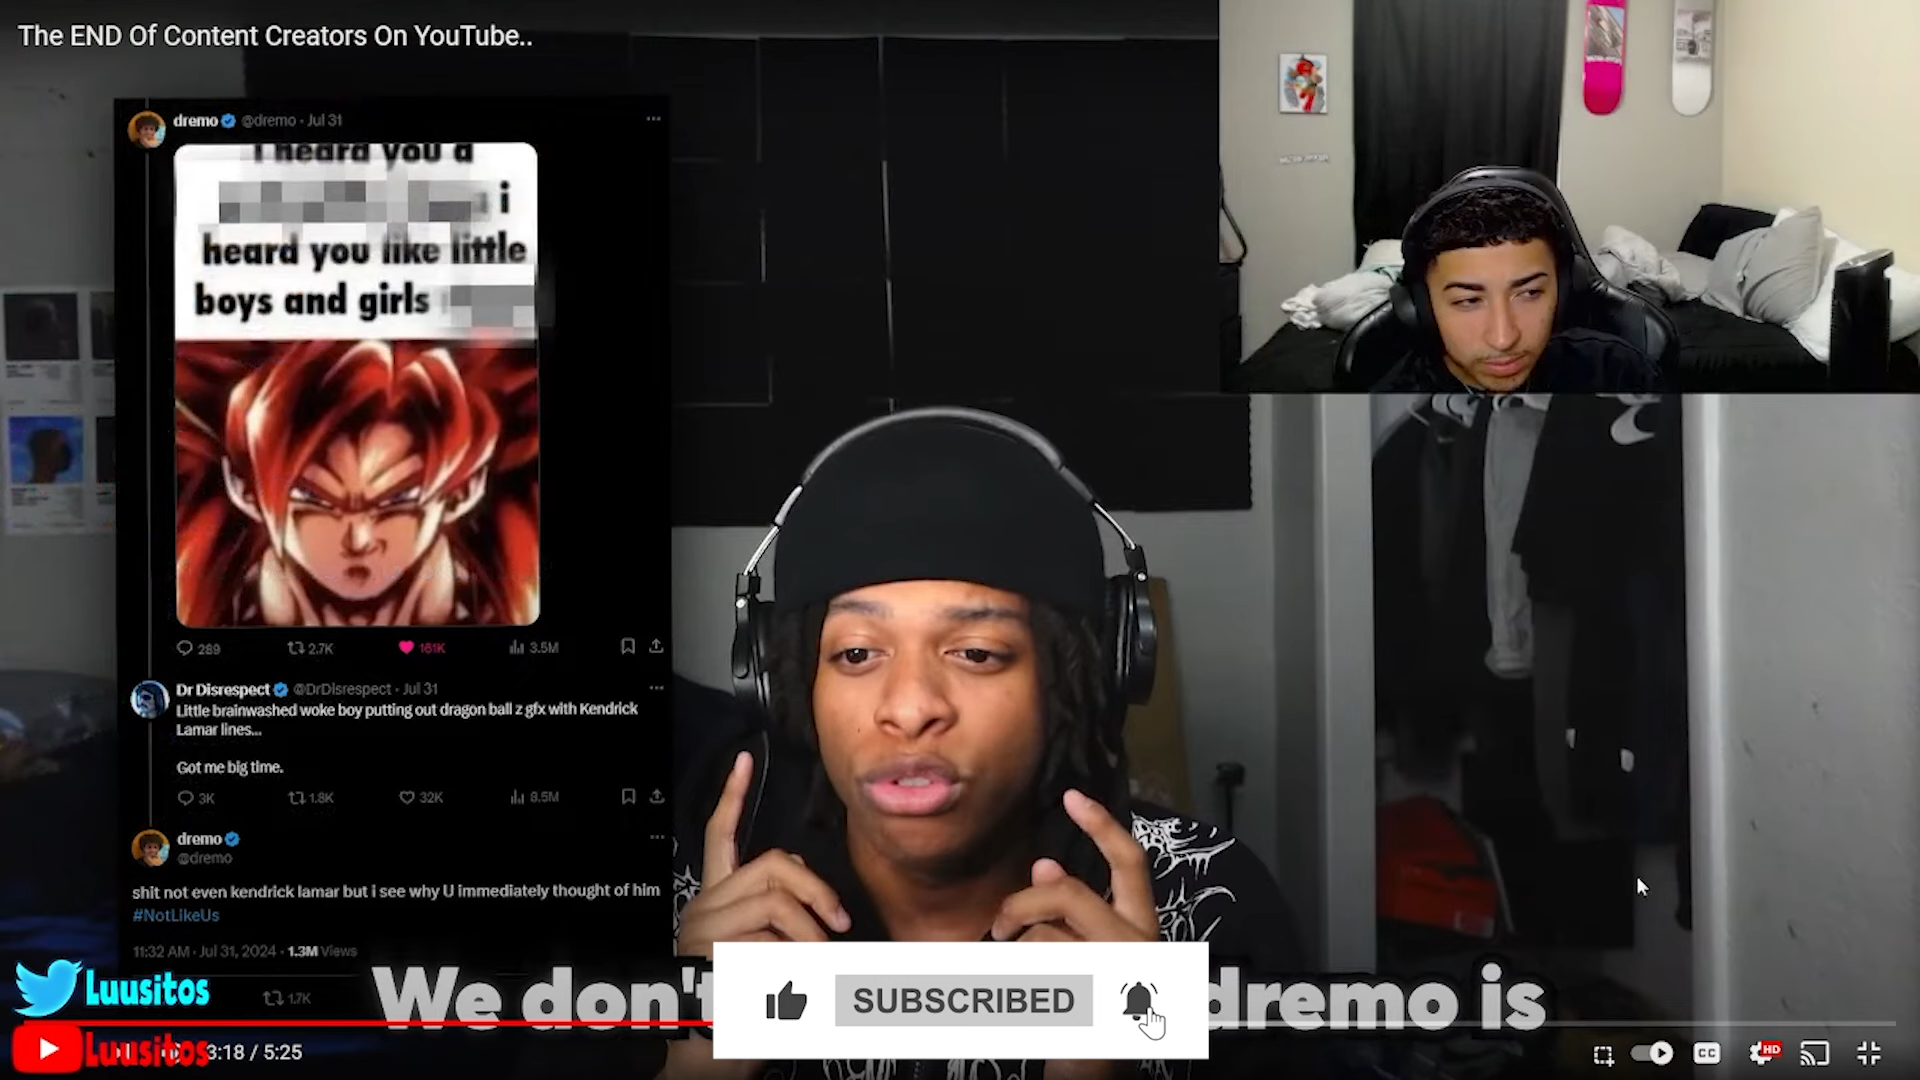 The END Of Content Creators On YouTube..
dremo @dremo · Jul 31
I heard you a
i
heard you like little
boys and girls
289 2.7K 161K 3.5M
Dr Disrespect @DrDisrespect · Jul 31
Little brainwashed woke boy putting out dragon ball z gfx with Kendrick
Lamar lines...
Got me big time.
3K 1.8K 32K 8.5M
dremo
@dremo
shit not even kendrick lamar but i see why U immediately thought of him
#NotLikeUs
11:32 AM · Jul 31, 2024 · 1.3M Views
1.7K
Luusitos
We don't dremo is
SUBSCRIBED
Luusitos
3:18 / 5:25
CC
HD